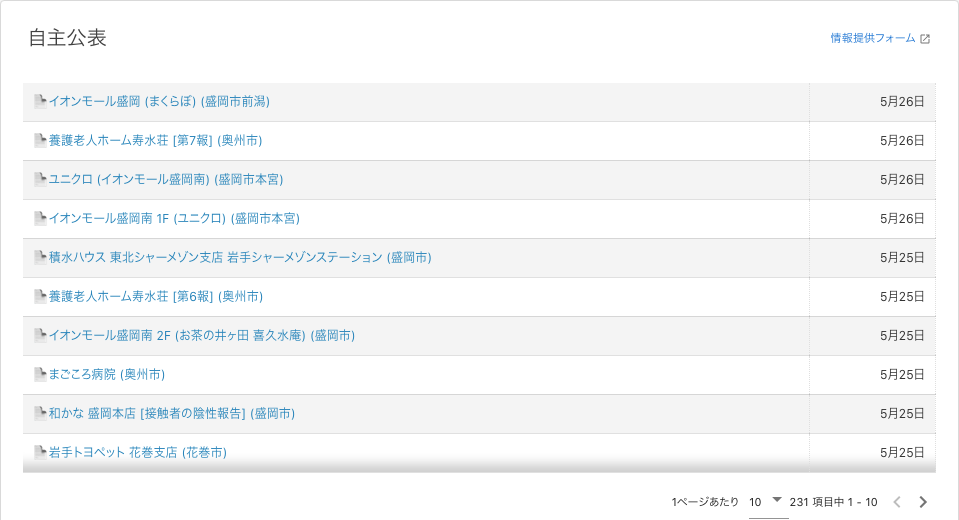 自主公表
情報提供フォーム
イオンモール盛岡 (まくらぼ) (盛岡市前潟) 5月26日
養護老人ホーム寿水荘 [第7報] (奥州市) 5月26日
ユニクロ (イオンモール盛岡南) (盛岡市本宮) 5月26日
イオンモール盛岡南 1F (ユニクロ) (盛岡市本宮) 5月26日
積水ハウス 東北シャーメゾン支店 岩手シャーメゾンステーション (盛岡市) 5月25日
養護老人ホーム寿水荘 [第6報] (奥州市) 5月25日
イオンモール盛岡南 2F (お茶の井ヶ田 喜久水庵) (盛岡市) 5月25日
まごころ病院 (奥州市) 5月25日
和かな 盛岡本店 [接触者の陰性報告] (盛岡市) 5月25日
岩手トヨペット 花巻支店 (花巻市) 5月25日
1ページあたり 10 231 項目中 1 - 10